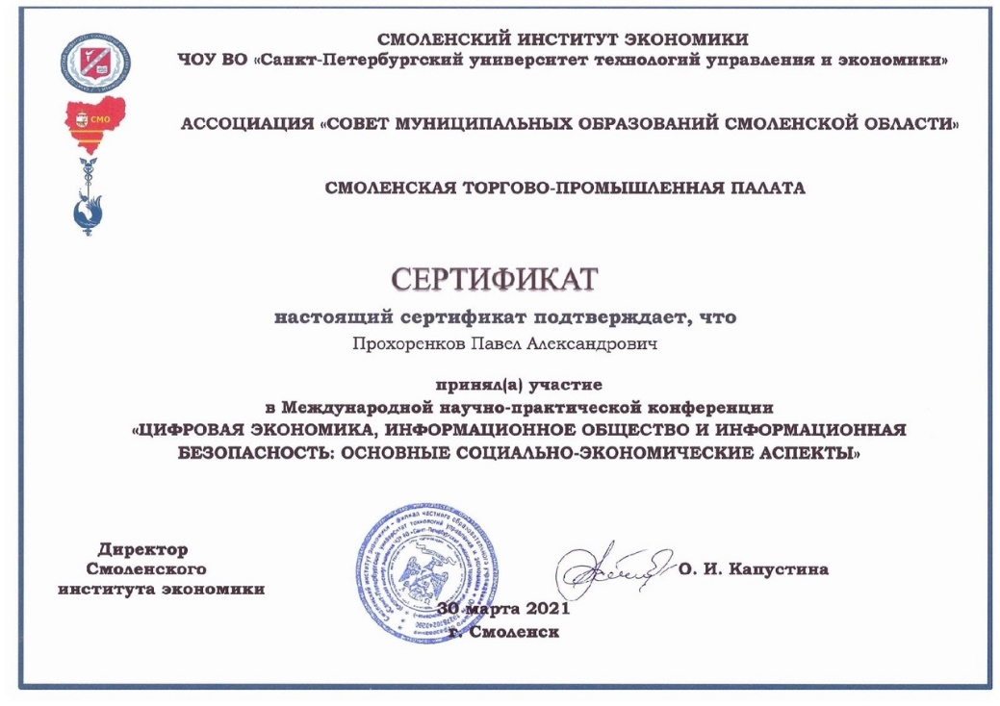 СМОЛЕНСКИЙ ИНСТИТУТ ЭКОНОМИКИ
ЧОУ ВО «Санкт-Петербургский университет технологий управления и экономики»
СМО
АССОЦИАЦИЯ «СОВЕТ МУНИЦИПАЛЬНЫХ ОБРАЗОВАНИЙ СМОЛЕНСКОЙ ОБЛАСТИ»
СМОЛЕНСКАЯ ТОРГОВО-ПРОМЫШЛЕННАЯ ПАЛАТА
СЕРТИФИКАТ
настоящий сертификат подтверждает, что
Прохоренков Павел Александрович
принял(а) участие
в Международной научно-практической конференции
«ЦИФРОВАЯ ЭКОНОМИКА, ИНФОРМАЦИОННОЕ ОБЩЕСТВО И ИНФОРМАЦИОННАЯ
БЕЗОПАСНОСТЬ: ОСНОВНЫЕ СОЦИАЛЬНО-ЭКОНОМИЧЕСКИЕ АСПЕКТЫ»
Директор
Смоленского
института экономики
О. И. Капустина
30 марта 2021
г. Смоленск